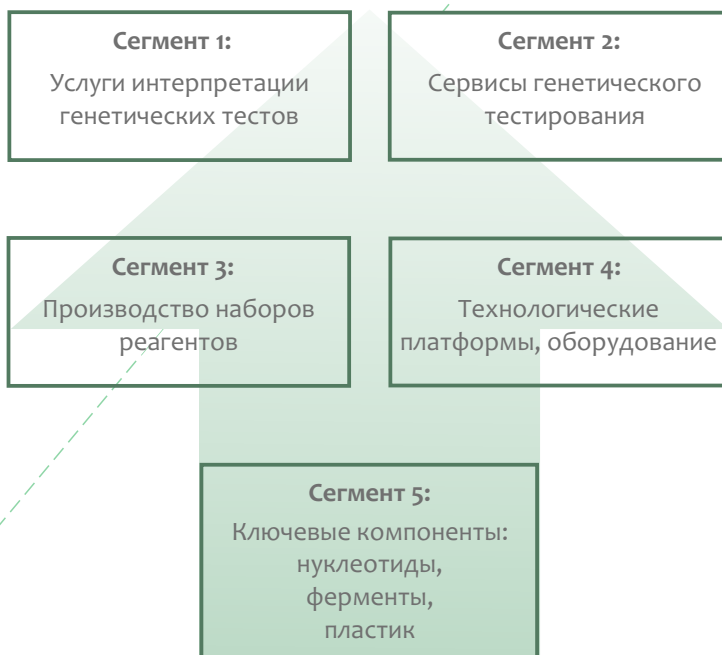 Сегмент 1:
Услуги интерпретации
генетических тестов
Сегмент 2:
Сервисы генетического
тестирования
Сегмент 3:
Производство наборов
реагентов
Сегмент 4:
Технологические
платформы, оборудование
Сегмент 5:
Ключевые компоненты:
нуклеотиды,
ферменты,
пластик